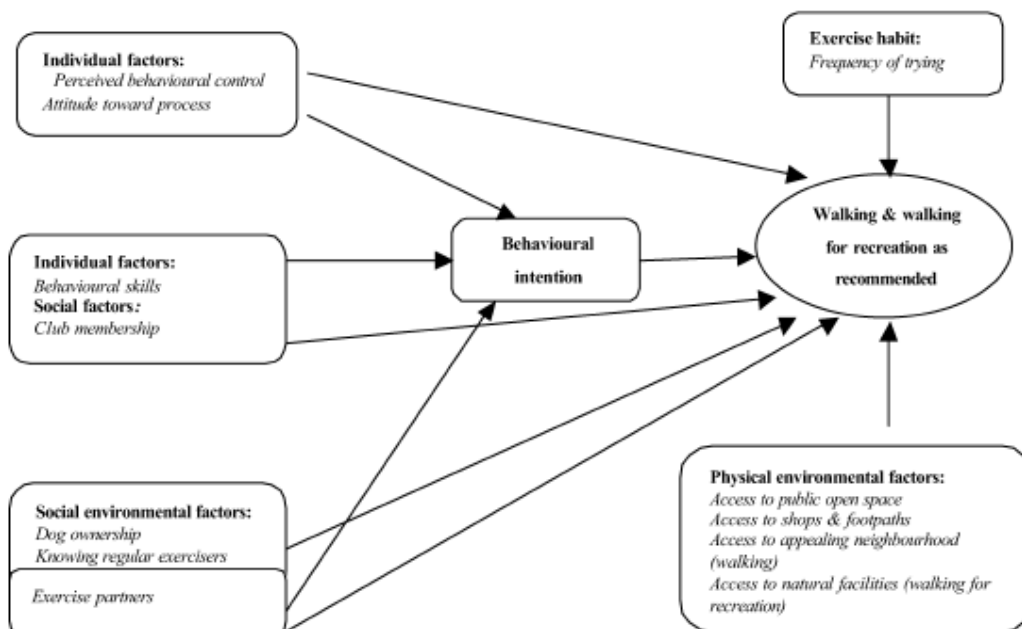 Individual factors:
Perceived behavioural control
Attitude toward process
Exercise habit:
Frequency of trying
Individual factors:
Behavioural skills
Social factors:
Club membership
Behavioural
intention
Walking & walking
for recreation as
recommended
Social environmental factors:
Dog ownership
Knowing regular exercisers
Exercise partners
Physical environmental factors:
Access to public open space
Access to shops & footpaths
Access to appealing neighbourhood
(walking)
Access to natural facilities (walking for
recreation)